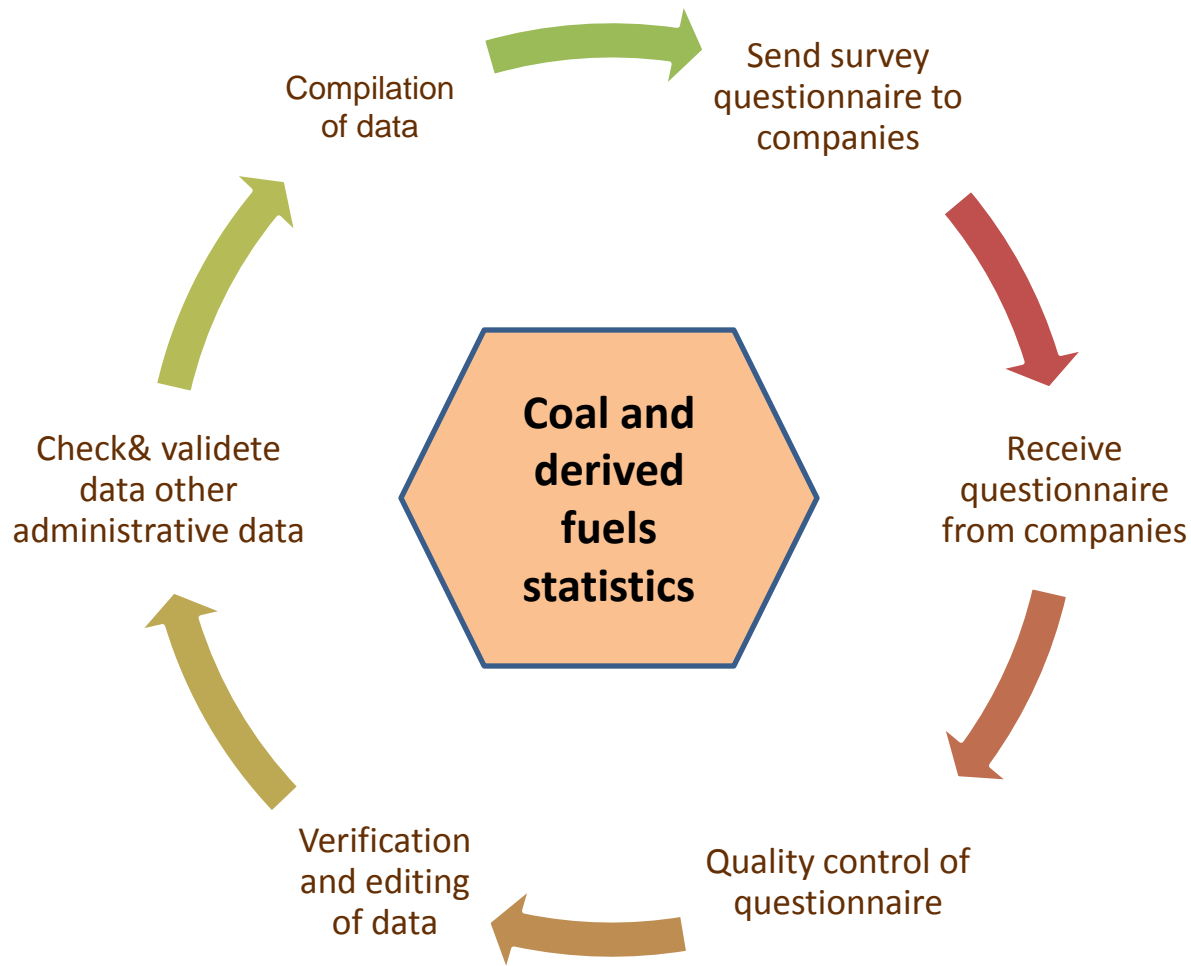 Compilation
of data
Send survey
questionnaire to
companies
Receive
questionnaire
from companies
Quality control of
questionnaire
Verification
and editing
of data
Check& validete
data other
administrative data
Coal and
derived
fuels
statistics